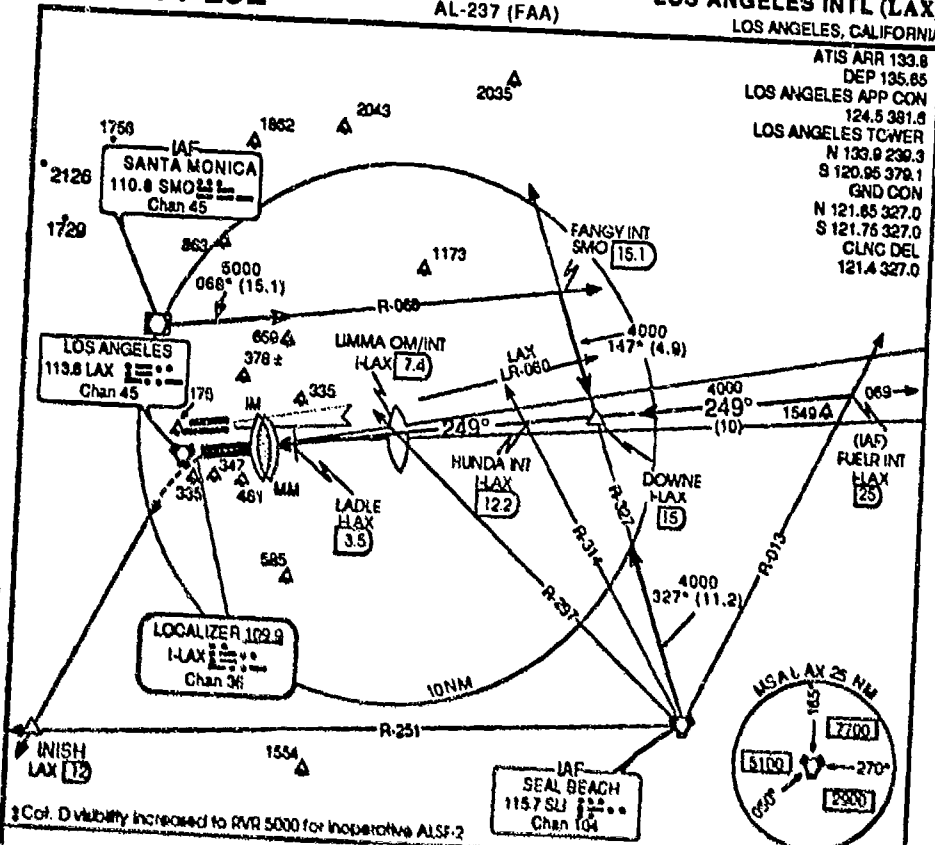 AL-237 (FAA)
LOS ANGELES INTL (LAX)
LOS ANGELES, CALIFORNIA
ATIS ARR 133.8
DEP 135.65
LOS ANGELES APP CON
124.5 381.6
LOS ANGELES TOWER
N 133.9 239.3
S 120.95 379.1
GND CON
N 121.65 327.0
S 121.75 327.0
CLNC DEL
121.4 327.0
2035
2043
1862
1756
2126
1729
IAF
SANTA MONICA
110.8 SMO
Chan 45
863
1173
FANGY INT
SMO 15.1
5000
068° (15.1)
R-068
659
378 ±
LOS ANGELES
113.6 LAX
Chan 45
LIMMA OM/INT
I-LAX 7.4
LAX
LR-060
4000
147° (4.9)
4000
249°
(10)
069
1549
(IAF)
FUELR INT
I-LAX
25
175
IM
335
249°
HUNDA INT
I-LAX
12.2
DOWNE
I-LAX
15
347
335
461
MM
LADLE
I-LAX
3.5
R-327
R-314
R-013
R-297
585
4000
327° (11.2)
LOCALIZER 109.9
I-LAX
Chan 36
10 NM
R-251
INISH
LAX 12
1554
IAF
SEAL BEACH
115.7 SLI
Chan 104
MSA LAX 25 NM
165°
7700
5100
270°
050°
2900
‡Cat. D visibility increased to RVR 5000 for inoperative ALSF-2